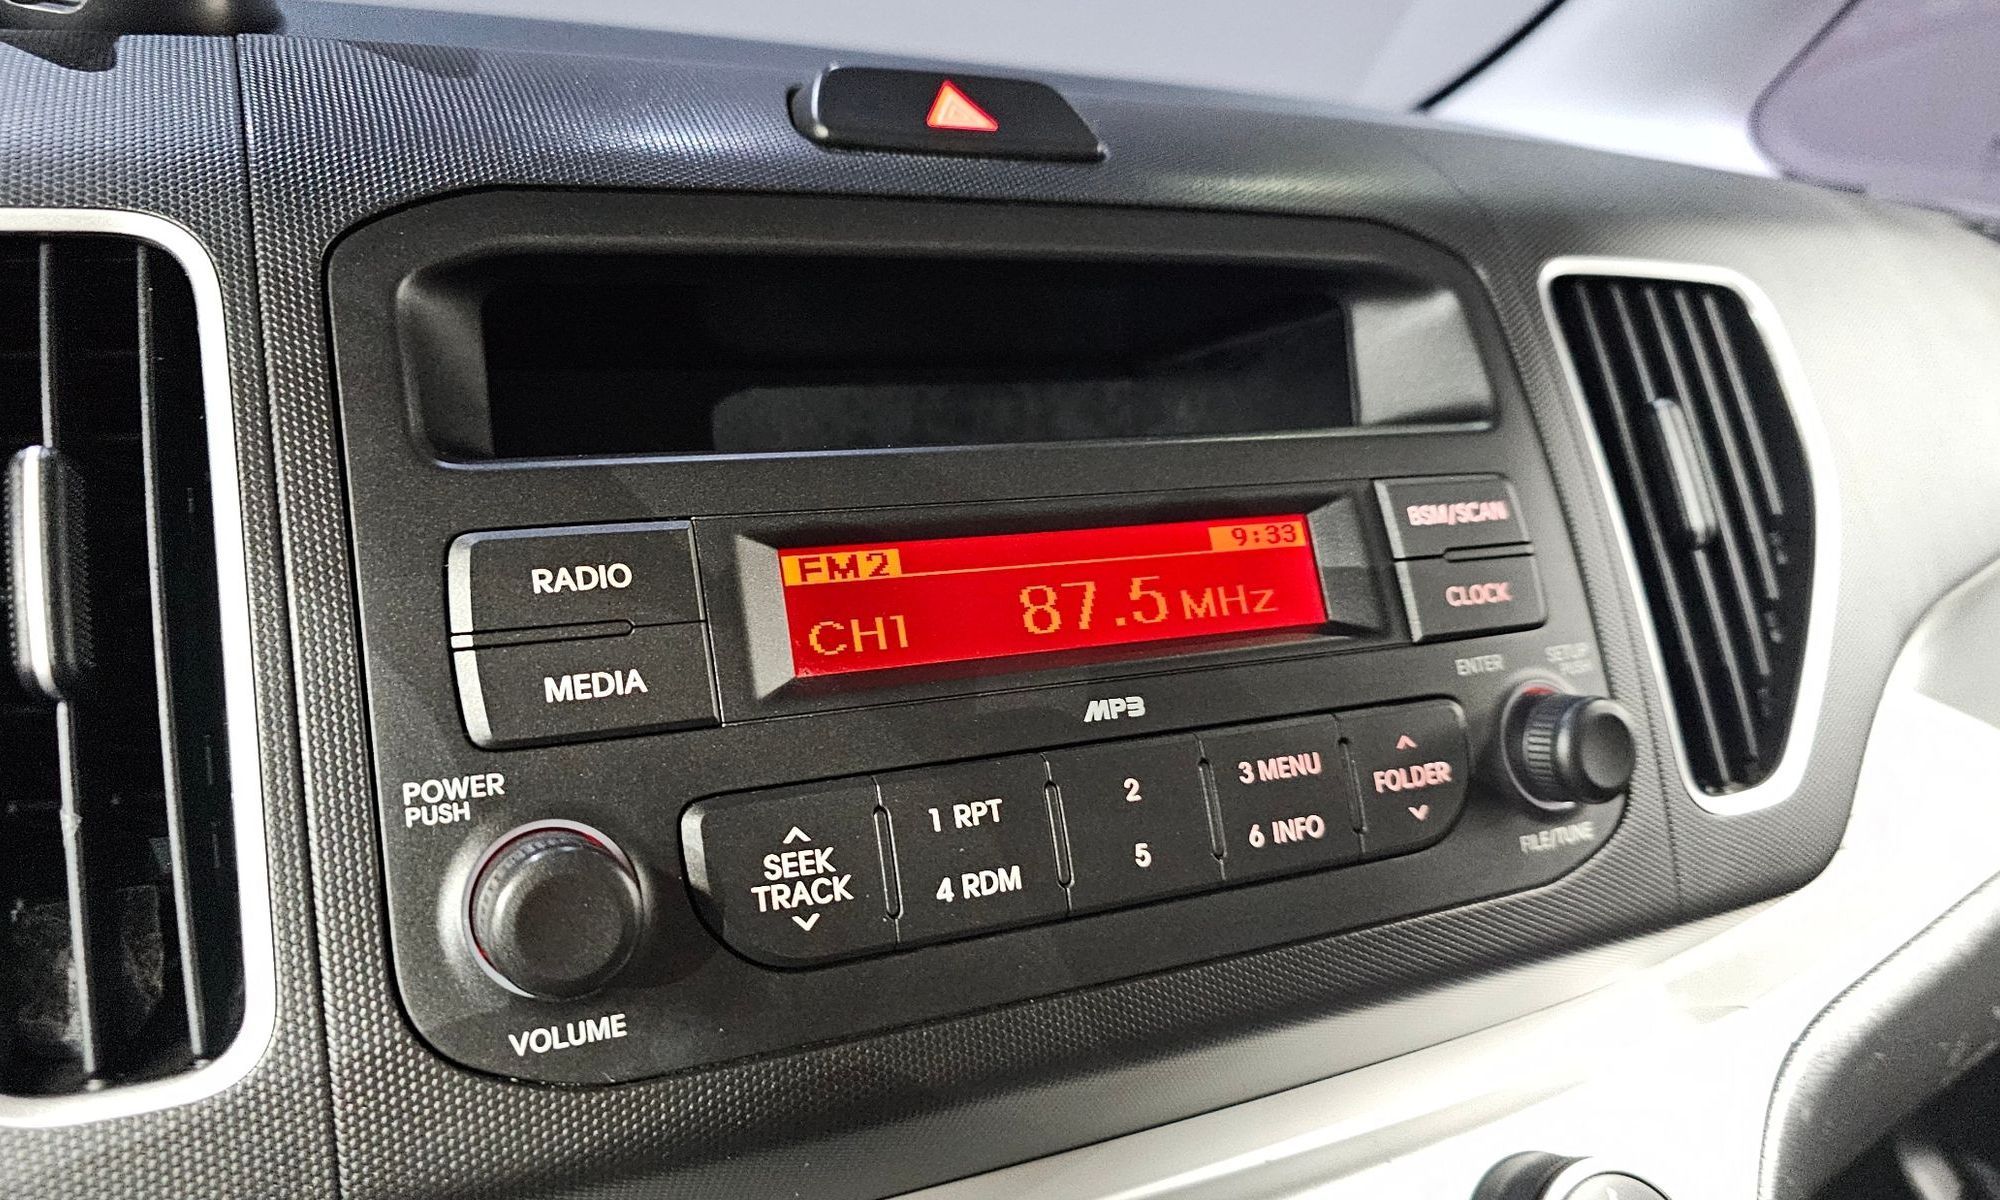 FM2
9:33
CH1 87.5 MHz
RADIO
MEDIA
BSM/SCAN
CLOCK
MP3
ENTER
SETUP
PUSH
POWER
PUSH
VOLUME
SEEK
TRACK
1 RPT
4 RDM
2
5
3 MENU
6 INFO
FOLDER
FILE/TUNE